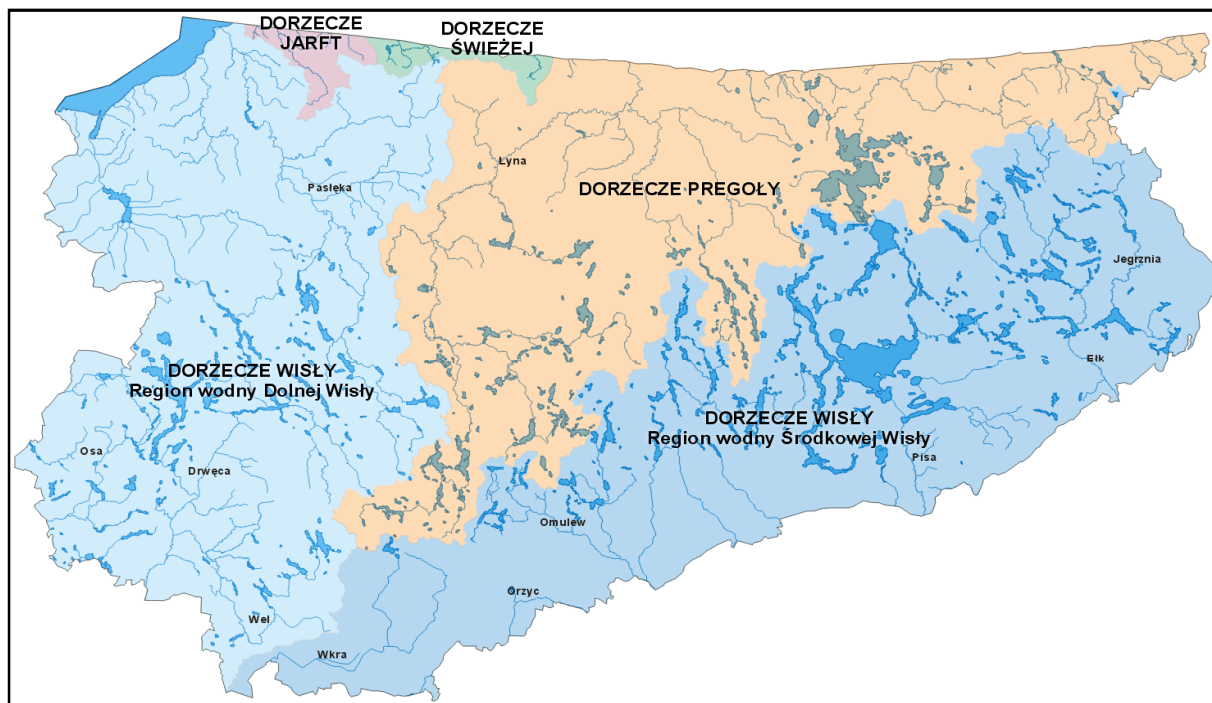 DORZECZE
JARFT
DORZECZE
ŚWIEŻEJ
Łyna
Pasłęka
DORZECZE PREGOŁY
Jegrznia
Ełk
DORZECZE WISŁY
Region wodny Dolnej Wisły
DORZECZE WISŁY
Region wodny Środkowej Wisły
Osa
Drwęca
Pisa
Omulew
Orzyc
Wel
Wkra